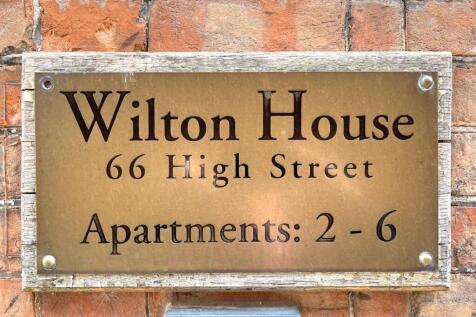 Wilton House
66 High Street
Apartments: 2 - 6